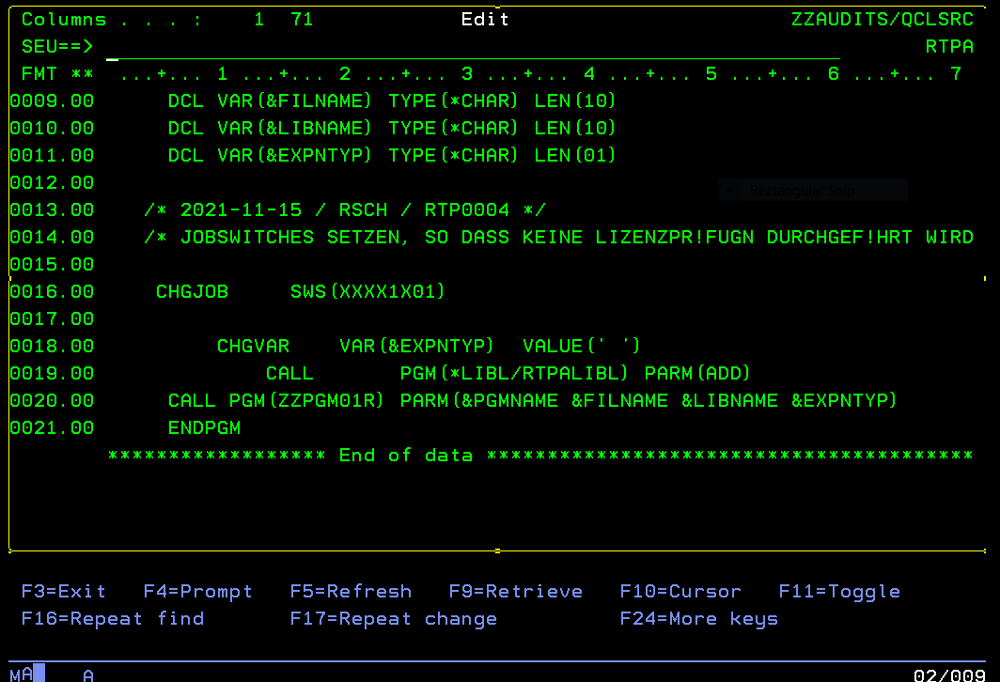 Columns . . . :    1  71            Edit                       ZZAUDITS/QCLSRC
SEU==>                                                                    RTPA
FMT **  ...+... 1 ...+... 2 ...+... 3 ...+... 4 ...+... 5 ...+... 6 ...+... 7
0009.00      DCL VAR(&FILNAME) TYPE(*CHAR) LEN(10)
0010.00      DCL VAR(&LIBNAME) TYPE(*CHAR) LEN(10)
0011.00      DCL VAR(&EXPNTYP) TYPE(*CHAR) LEN(01)
0012.00
Rectangular Snip
0013.00    /* 2021-11-15 / RSCH / RTP0004 */
0014.00    /* JOBSWITCHES SETZEN, SO DASS KEINE LIZENZPR!FUGN DURCHGEF!HRT WIRD
0015.00
0016.00     CHGJOB     SWS(XXXX1X01)
0017.00
0018.00          CHGVAR    VAR(&EXPNTYP)  VALUE(' ')
0019.00              CALL       PGM(*LIBL/RTPALIBL) PARM(ADD)
0020.00      CALL PGM(ZZPGM01R) PARM(&PGMNAME &FILNAME &LIBNAME &EXPNTYP)
0021.00      ENDPGM
****************** End of data ****************************************
F3=Exit   F4=Prompt   F5=Refresh   F9=Retrieve   F10=Cursor   F11=Toggle
F16=Repeat find       F17=Repeat change          F24=More keys
MA    A                                                                   02/009